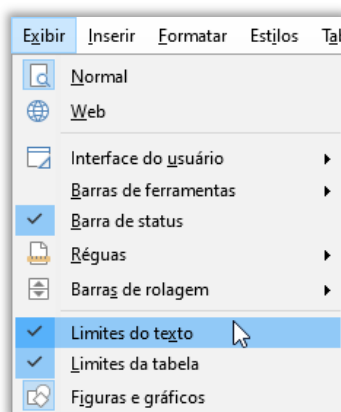 Exibir Inserir Formatar Estilos Tab
Normal
Web
Interface do usuário
Barras de ferramentas
Barra de status
Réguas
Barras de rolagem
Limites do texto
Limites da tabela
Figuras e gráficos